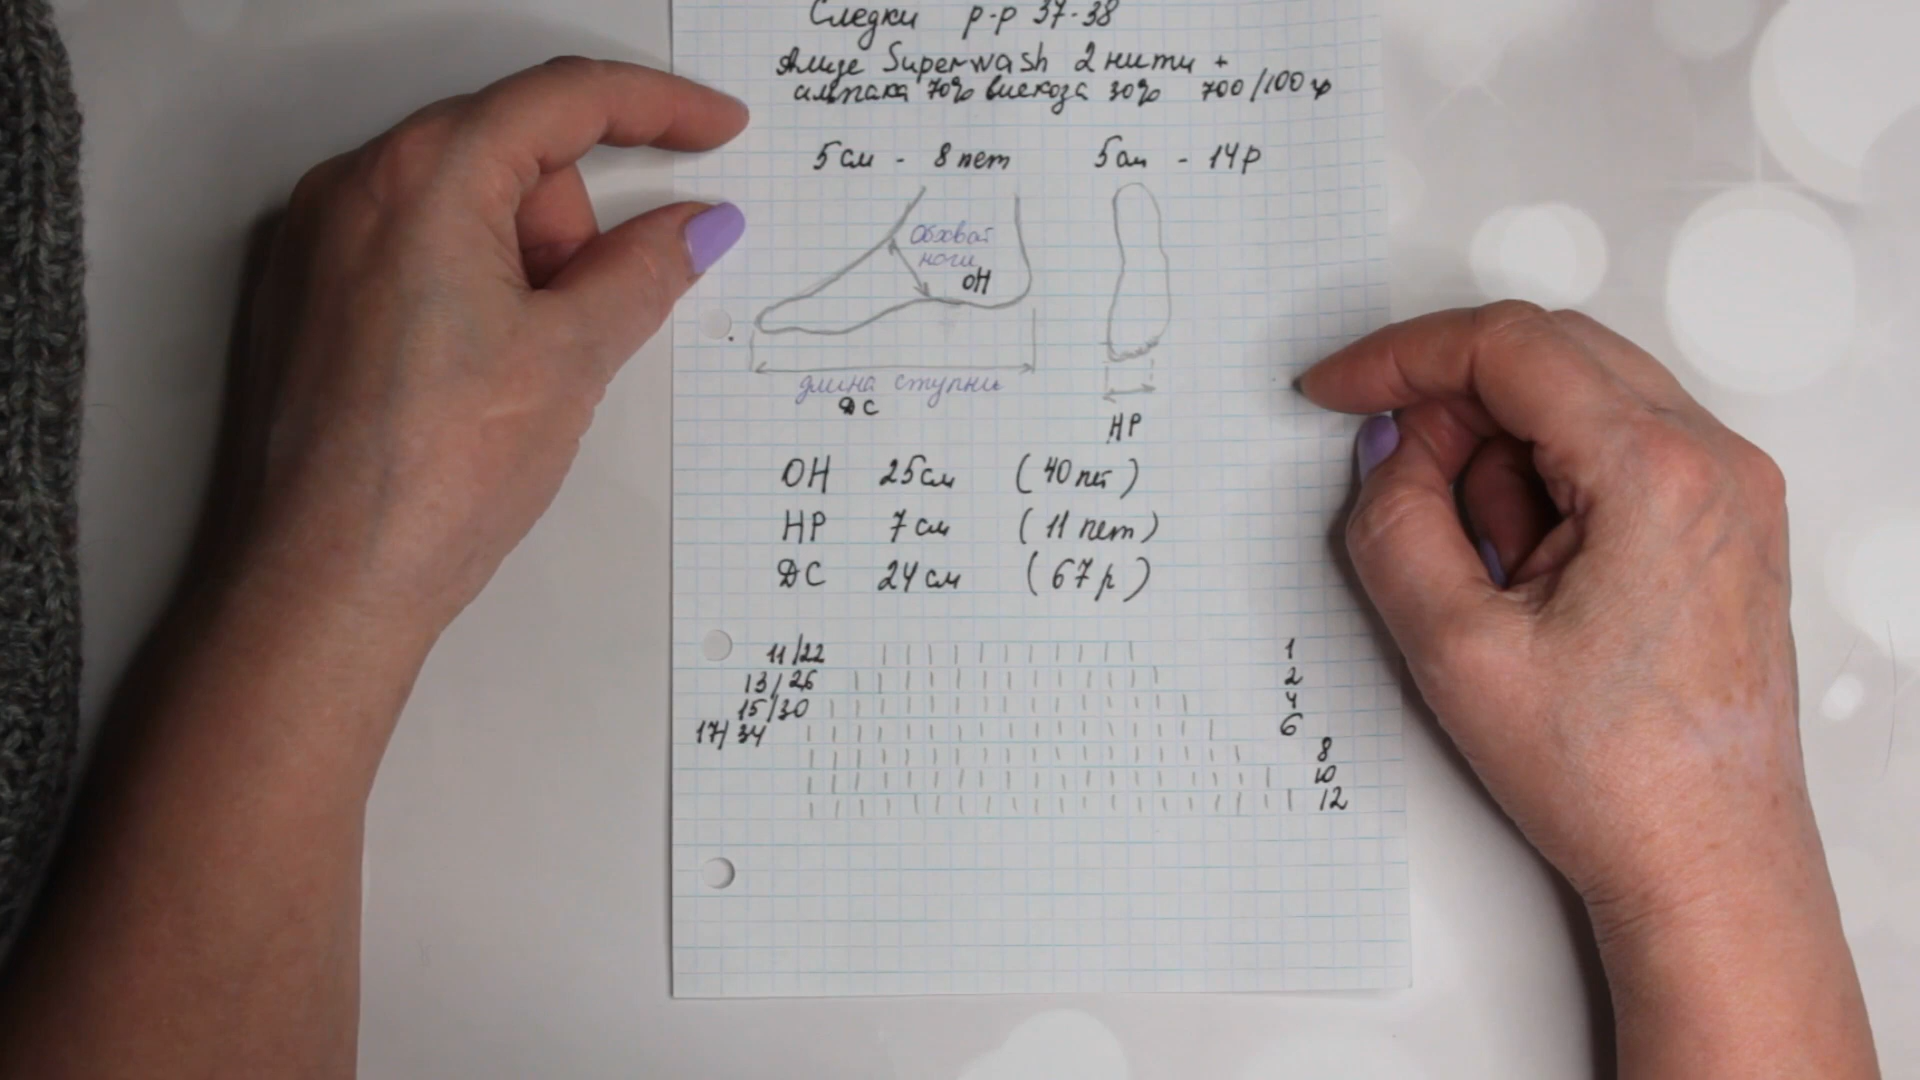 Следки р-р 37-38
Ализе Superwash 2 нити +
альпака 70% вискоза 30% 700/100 гр
5 см - 8 пет 5 см - 14 р
Обхват
ноги
ОН
длина ступни
ДС
НР
ОН 25 см (40 пет)
НР 7 см (11 пет)
ДС 24 см (67 р)
11/22 1
13/26 2
15/30 4
17/34 6
8
10
12